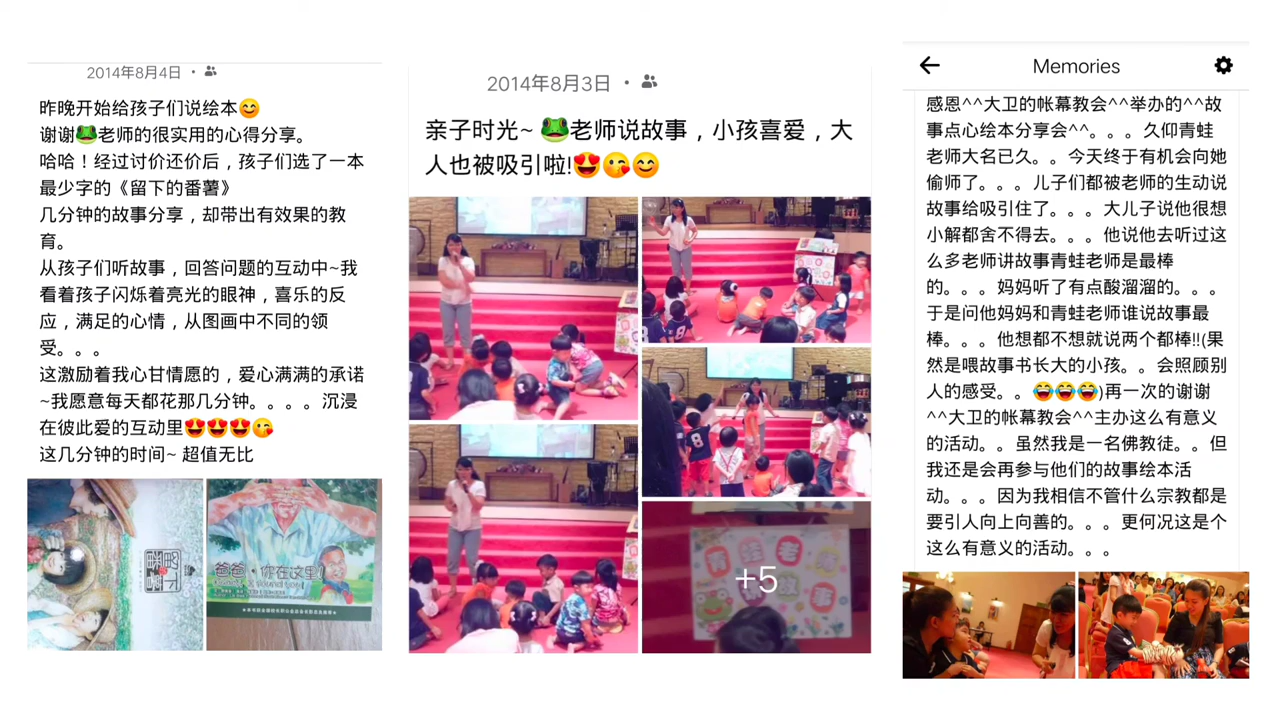 2014年8月4日
昨晚开始给孩子们说绘本😊
谢谢🐸老师的很实用的心得分享。
哈哈！经过讨价还价后，孩子们选了一本
最少字的《留下的番薯》
几分钟的故事分享，却带出有效果的教
育。
从孩子们听故事，回答问题的互动中~我
看着孩子闪烁着亮光的眼神，喜乐的反
应，满足的心情，从图画中不同的领
受。。。
这激励着我心甘情愿的，爱心满满的承诺
~我愿意每天都花那几分钟。。。。沉浸
在彼此爱的互动里😍😍😍😘
这几分钟的时间~ 超值无比
爸爸，你在这里！
2014年8月3日
亲子时光~ 🐸老师说故事，小孩喜爱，大
人也被吸引啦!😍😘😊
8
8
+5
Memories
感恩^^大卫的帐幕教会^^举办的^^故
事点心绘本分享会^^。。。久仰青蛙
老师大名已久。。今天终于有机会向她
偷师了。。。儿子们都被老师的生动说
故事给吸引住了。。。大儿子说他很想
小解都舍不得去。。。他说他去听过这
么多老师讲故事青蛙老师是最棒
的。。。妈妈听了有点酸溜溜的。。。
于是问他妈妈和青蛙老师谁说故事最
棒。。。他想都不想就说两个都棒!!(果
然是喂故事书长大的小孩。。会照顾别
人的感受。。😂😂😂)再一次的谢谢
^^大卫的帐幕教会^^主办这么有意义
的活动。。虽然我是一名佛教徒。。但
我还是会再参与他们的故事绘本活
动。。。因为我相信不管什么宗教都是
要引人向上向善的。。。更何况这是个
这么有意义的活动。。。